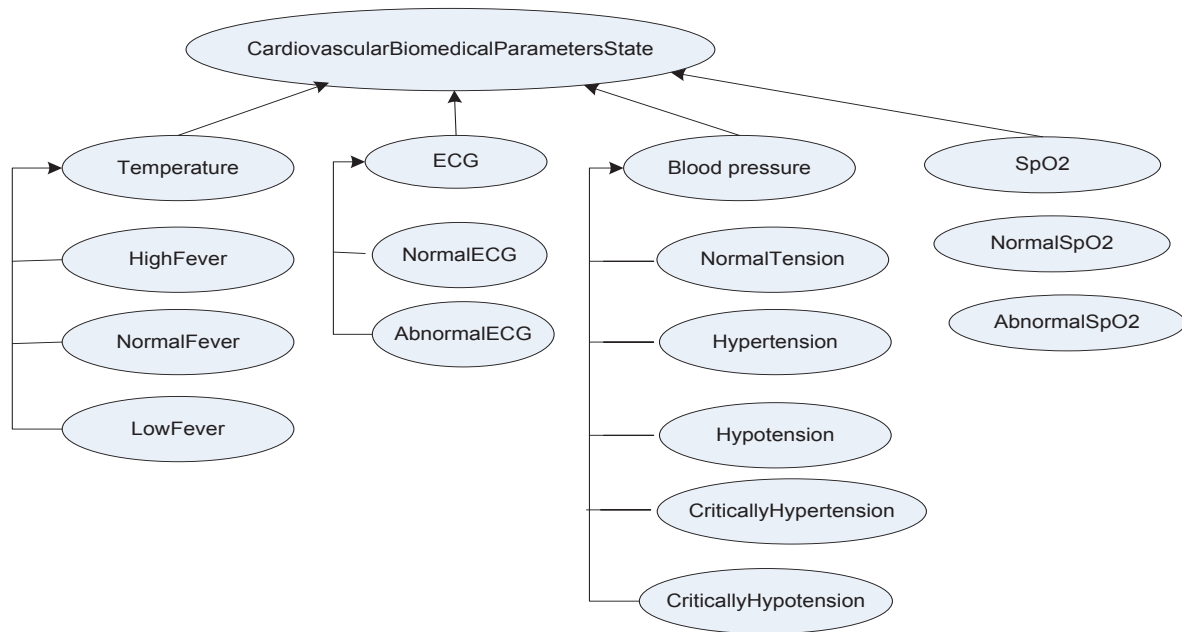 CardiovascularBiomedicalParametersState
Temperature
ECG
Blood pressure
SpO2
HighFever
NormalFever
LowFever
NormalECG
AbnormalECG
NormalTension
Hypertension
Hypotension
CriticallyHypertension
CriticallyHypotension
NormalSpO2
AbnormalSpO2